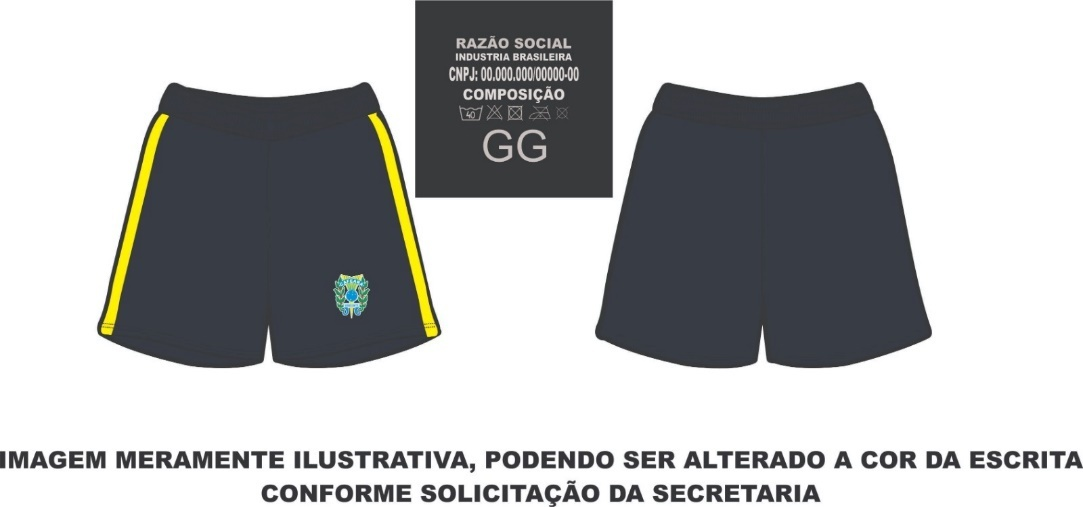 RAZÃO SOCIAL
INDUSTRIA BRASILEIRA
CNPJ: 00.000.000/00000-00
COMPOSIÇÃO
40
GG
IMAGEM MERAMENTE ILUSTRATIVA, PODENDO SER ALTERADO A COR DA ESCRITA
CONFORME SOLICITAÇÃO DA SECRETARIA